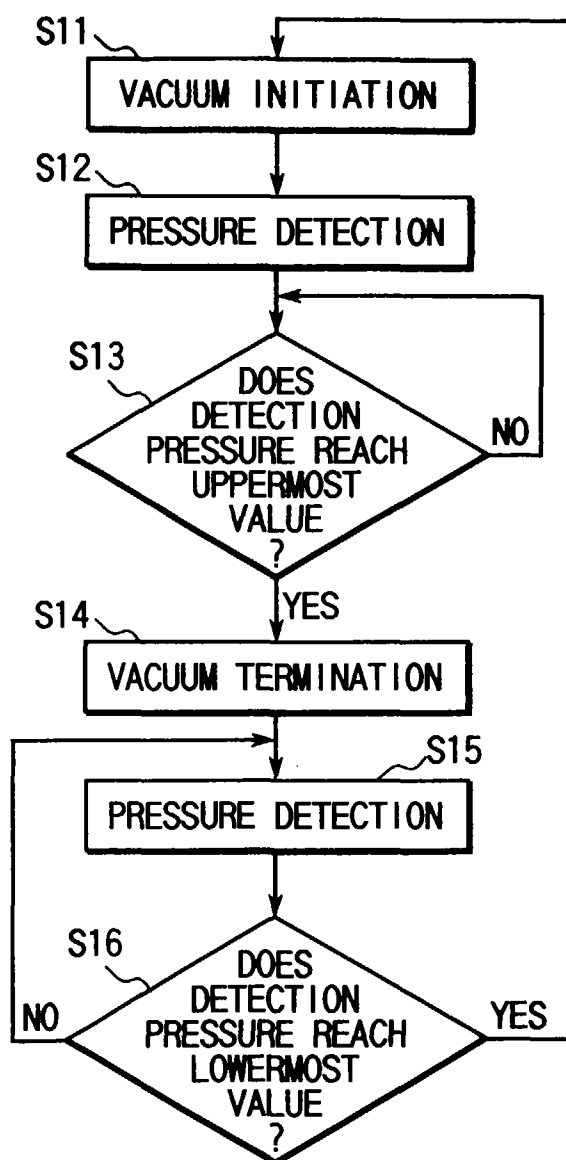 S11
VACUUM INITIATION
S12
PRESSURE DETECTION
S13
DOES
DETECTION
PRESSURE REACH
UPPERMOST
VALUE
?
NO
YES
S14
VACUUM TERMINATION
S15
PRESSURE DETECTION
S16
DOES
DETECTION
PRESSURE REACH
LOWERMOST
VALUE
?
NO
YES